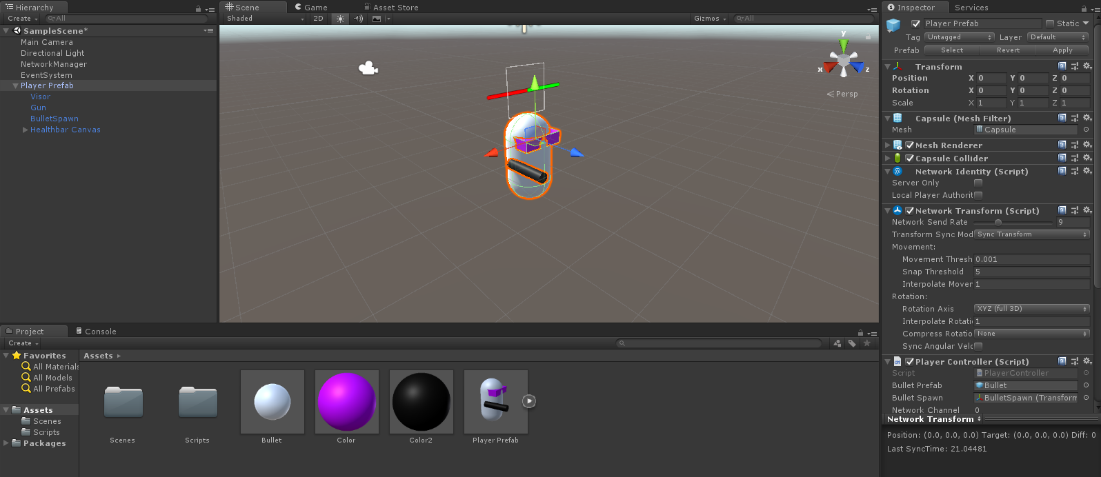 Hierarchy
Create
All
SampleScene*
Main Camera
Directional Light
NetworkManager
EventSystem
Player Prefab
Visor
Gun
BulletSpawn
Healthbar Canvas
Scene
Game
Asset Store
Shaded
2D
Gizmos
All
y
x
z
Persp
Project
Console
Create
Favorites
All Materials
All Models
All Prefabs
Assets
Scenes
Scripts
Packages
Assets
Scenes
Scripts
Bullet
Color
Color2
Player Prefab
Inspector
Services
Player Prefab
Static
Tag Untagged Layer Default
Prefab Select Revert Apply
Transform
Position X 0 Y 0 Z 0
Rotation X 0 Y 0 Z 0
Scale X 1 Y 1 Z 1
Capsule (Mesh Filter)
Mesh Capsule
Mesh Renderer
Capsule Collider
Network Identity (Script)
Server Only
Local Player Authorit
Network Transform (Script)
Network Send Rate 9
Transform Sync Mod Sync Transform
Movement:
Movement Thresh 0.001
Snap Threshold 5
Interpolate Mover 1
Rotation:
Rotation Axis XYZ (full 3D)
Interpolate Rotati 1
Compress Rotatio None
Sync Angular Velc
Player Controller (Script)
Script PlayerController
Bullet Prefab Bullet
Bullet Spawn BulletSpawn (Transform
Network Channel 0
Network Transform
Position: (0.0, 0.0, 0.0) Target: (0.0, 0.0, 0.0) Diff: 0
Last SyncTime: 21.04481